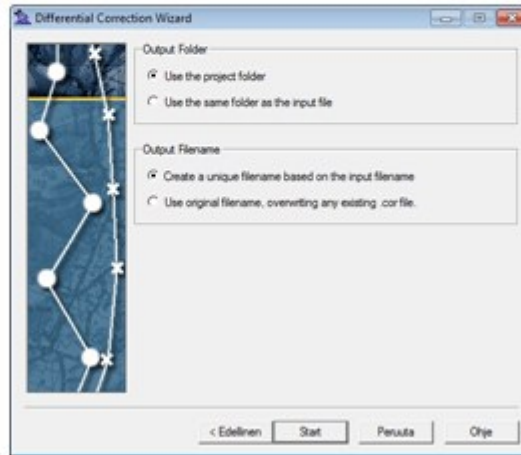 Differential Correction Wizard
Output Folder
Use the project folder
Use the same folder as the input file
Output Filename
Create a unique filename based on the input filename
Use original filename, overwriting any existing .cor file.
< Edellinen
Start
Peruuta
Ohje